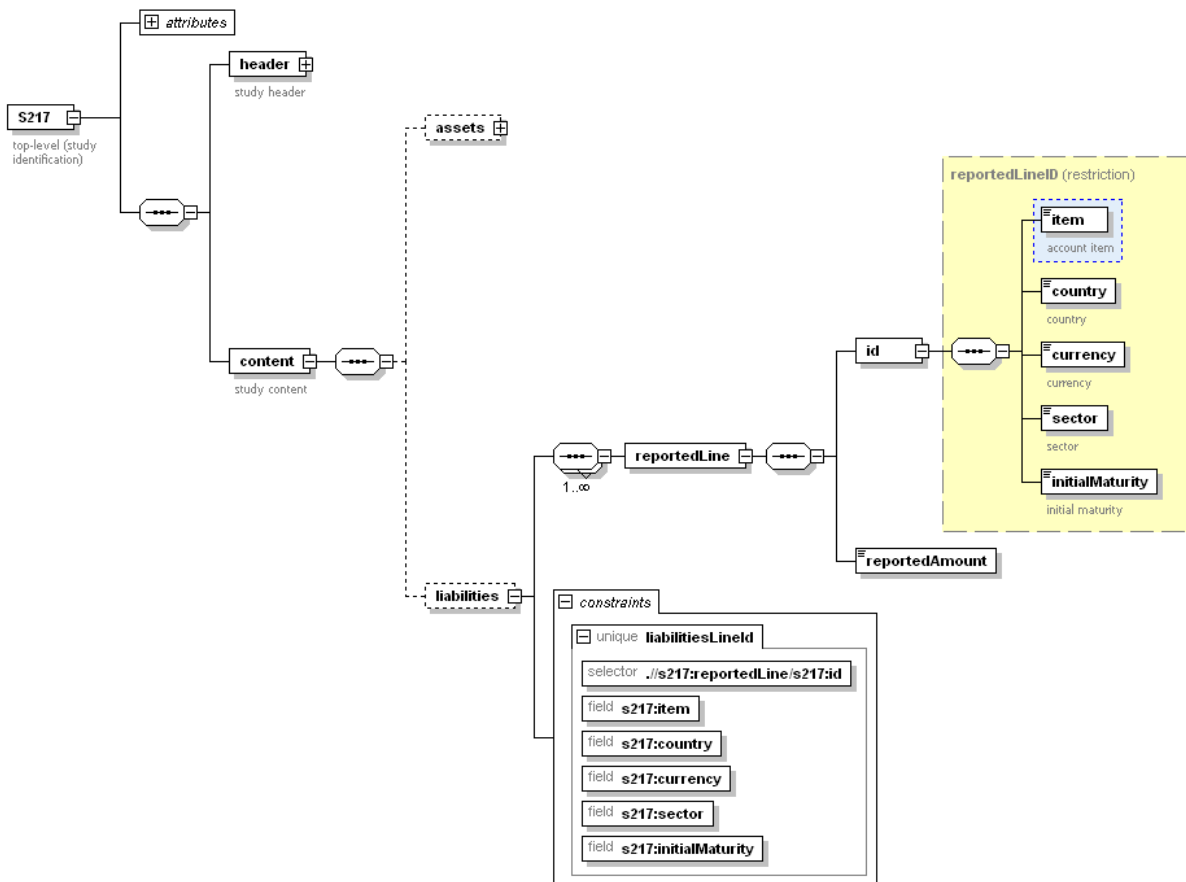 attributes
header
study header
S217
top-level (study
identification)
assets
reportedLineID (restriction)
item
account item
country
country
id
currency
currency
content
study content
sector
sector
reportedLine
1..∞
initialMaturity
initial maturity
reportedAmount
liabilities
constraints
unique liabilitiesLineId
selector .//s217:reportedLine/s217:id
field s217:item
field s217:country
field s217:currency
field s217:sector
field s217:initialMaturity